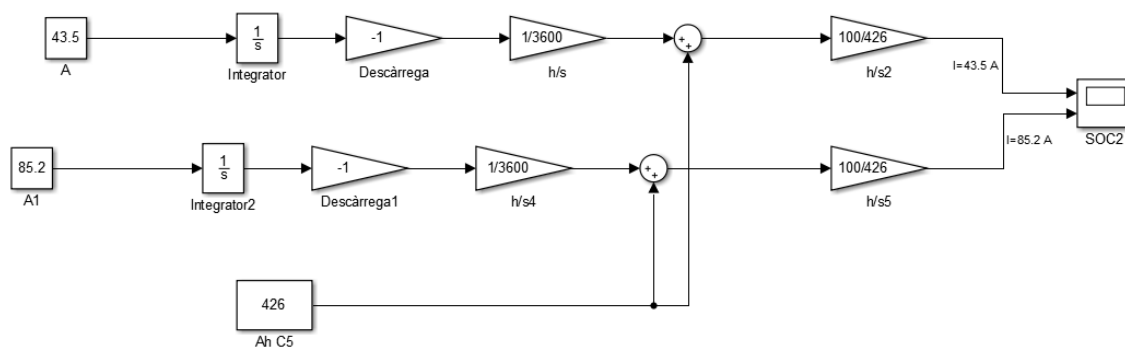 43.5
A
1
s
Integrator
-1
Descàrrega
1/3600
h/s
++
100/426
h/s2
I=43.5 A
85.2
A1
1
s
Integrator2
-1
Descàrrega1
1/3600
h/s4
++
100/426
h/s5
I=85.2 A
SOC2
426
Ah C5